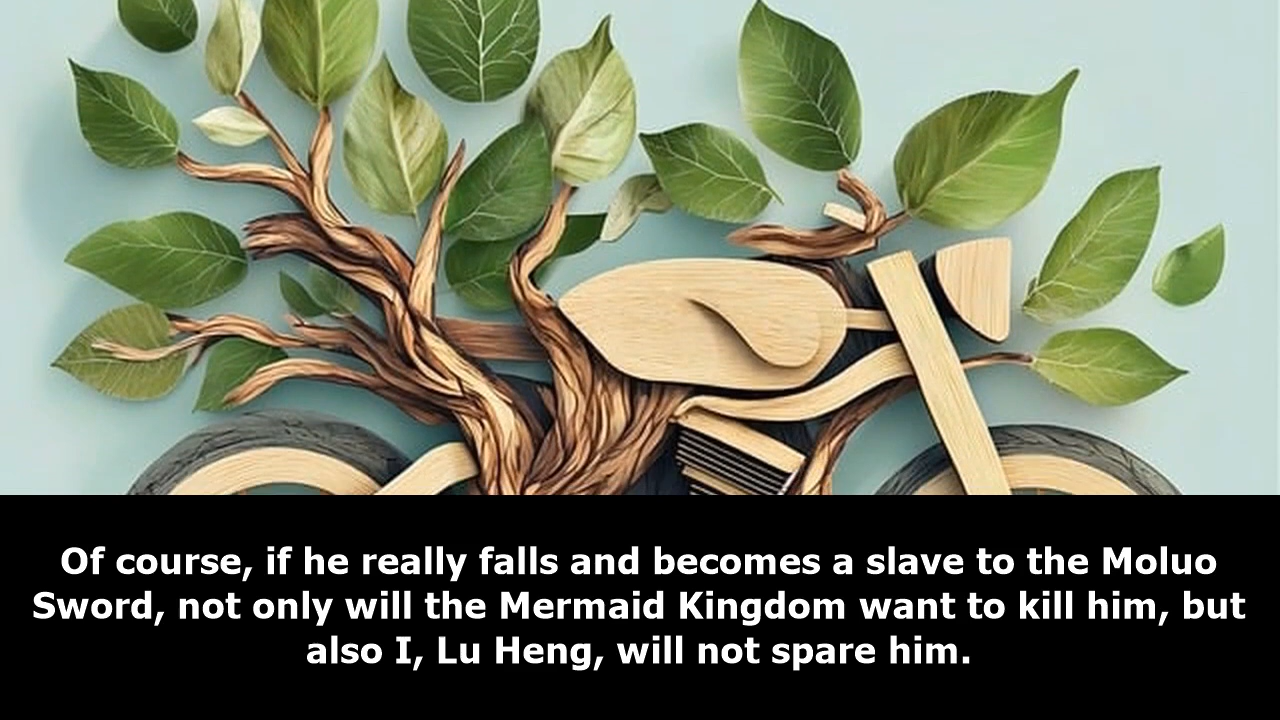 Of course, if he really falls and becomes a slave to the Moluo
Sword, not only will the Mermaid Kingdom want to kill him, but
also I, Lu Heng, will not spare him.